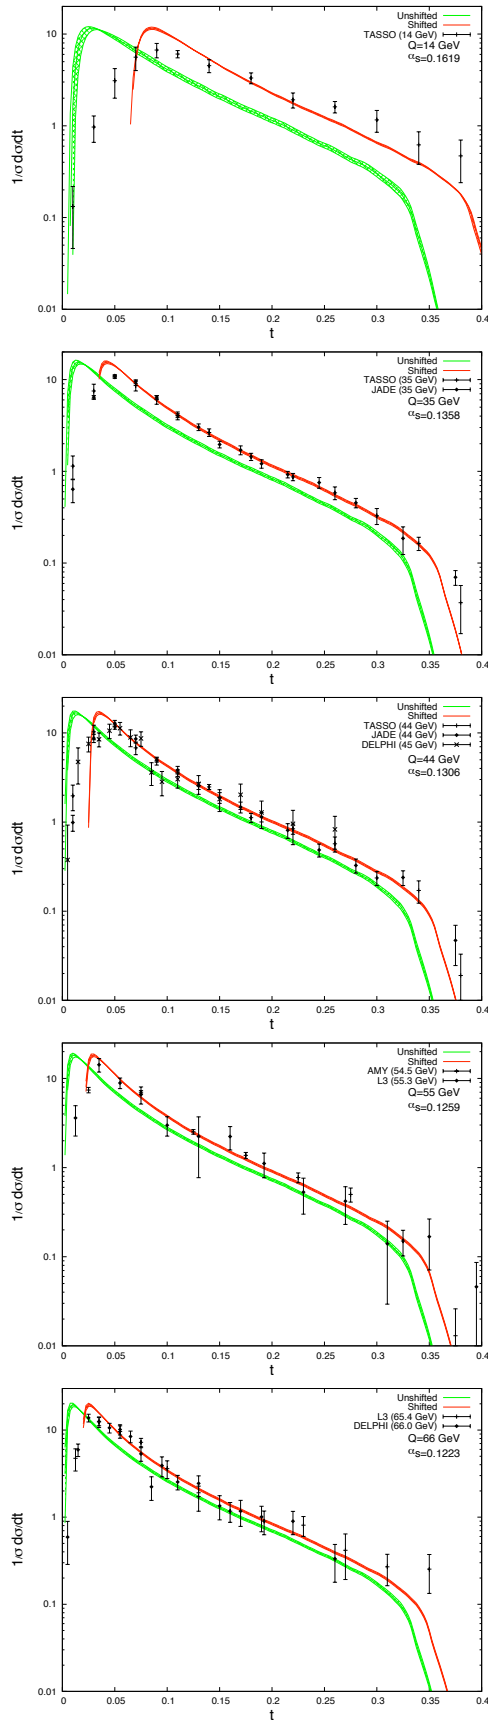 Unshifted
Shifted
TASSO (14 GeV)
Q=14 GeV
αs=0.1619
10
1
0.1
0.01
1/σ dσ/dt
0 0.05 0.1 0.15 0.2 0.25 0.3 0.35 0.4
t
Unshifted
Shifted
TASSO (35 GeV)
JADE (35 GeV)
Q=35 GeV
αs=0.1358
10
1
0.1
0.01
1/σ dσ/dt
0 0.05 0.1 0.15 0.2 0.25 0.3 0.35 0.4
t
Unshifted
Shifted
TASSO (44 GeV)
JADE (44 GeV)
DELPHI (45 GeV)
Q=44 GeV
αs=0.1306
10
1
0.1
0.01
1/σ dσ/dt
0 0.05 0.1 0.15 0.2 0.25 0.3 0.35 0.4
t
Unshifted
Shifted
AMY (54.5 GeV)
L3 (55.3 GeV)
Q=55 GeV
αs=0.1259
10
1
0.1
0.01
1/σ dσ/dt
0 0.05 0.1 0.15 0.2 0.25 0.3 0.35 0.4
t
Unshifted
Shifted
L3 (65.4 GeV)
DELPHI (66.0 GeV)
Q=66 GeV
αs=0.1223
10
1
0.1
0.01
1/σ dσ/dt
0 0.05 0.1 0.15 0.2 0.25 0.3 0.35 0.4
t